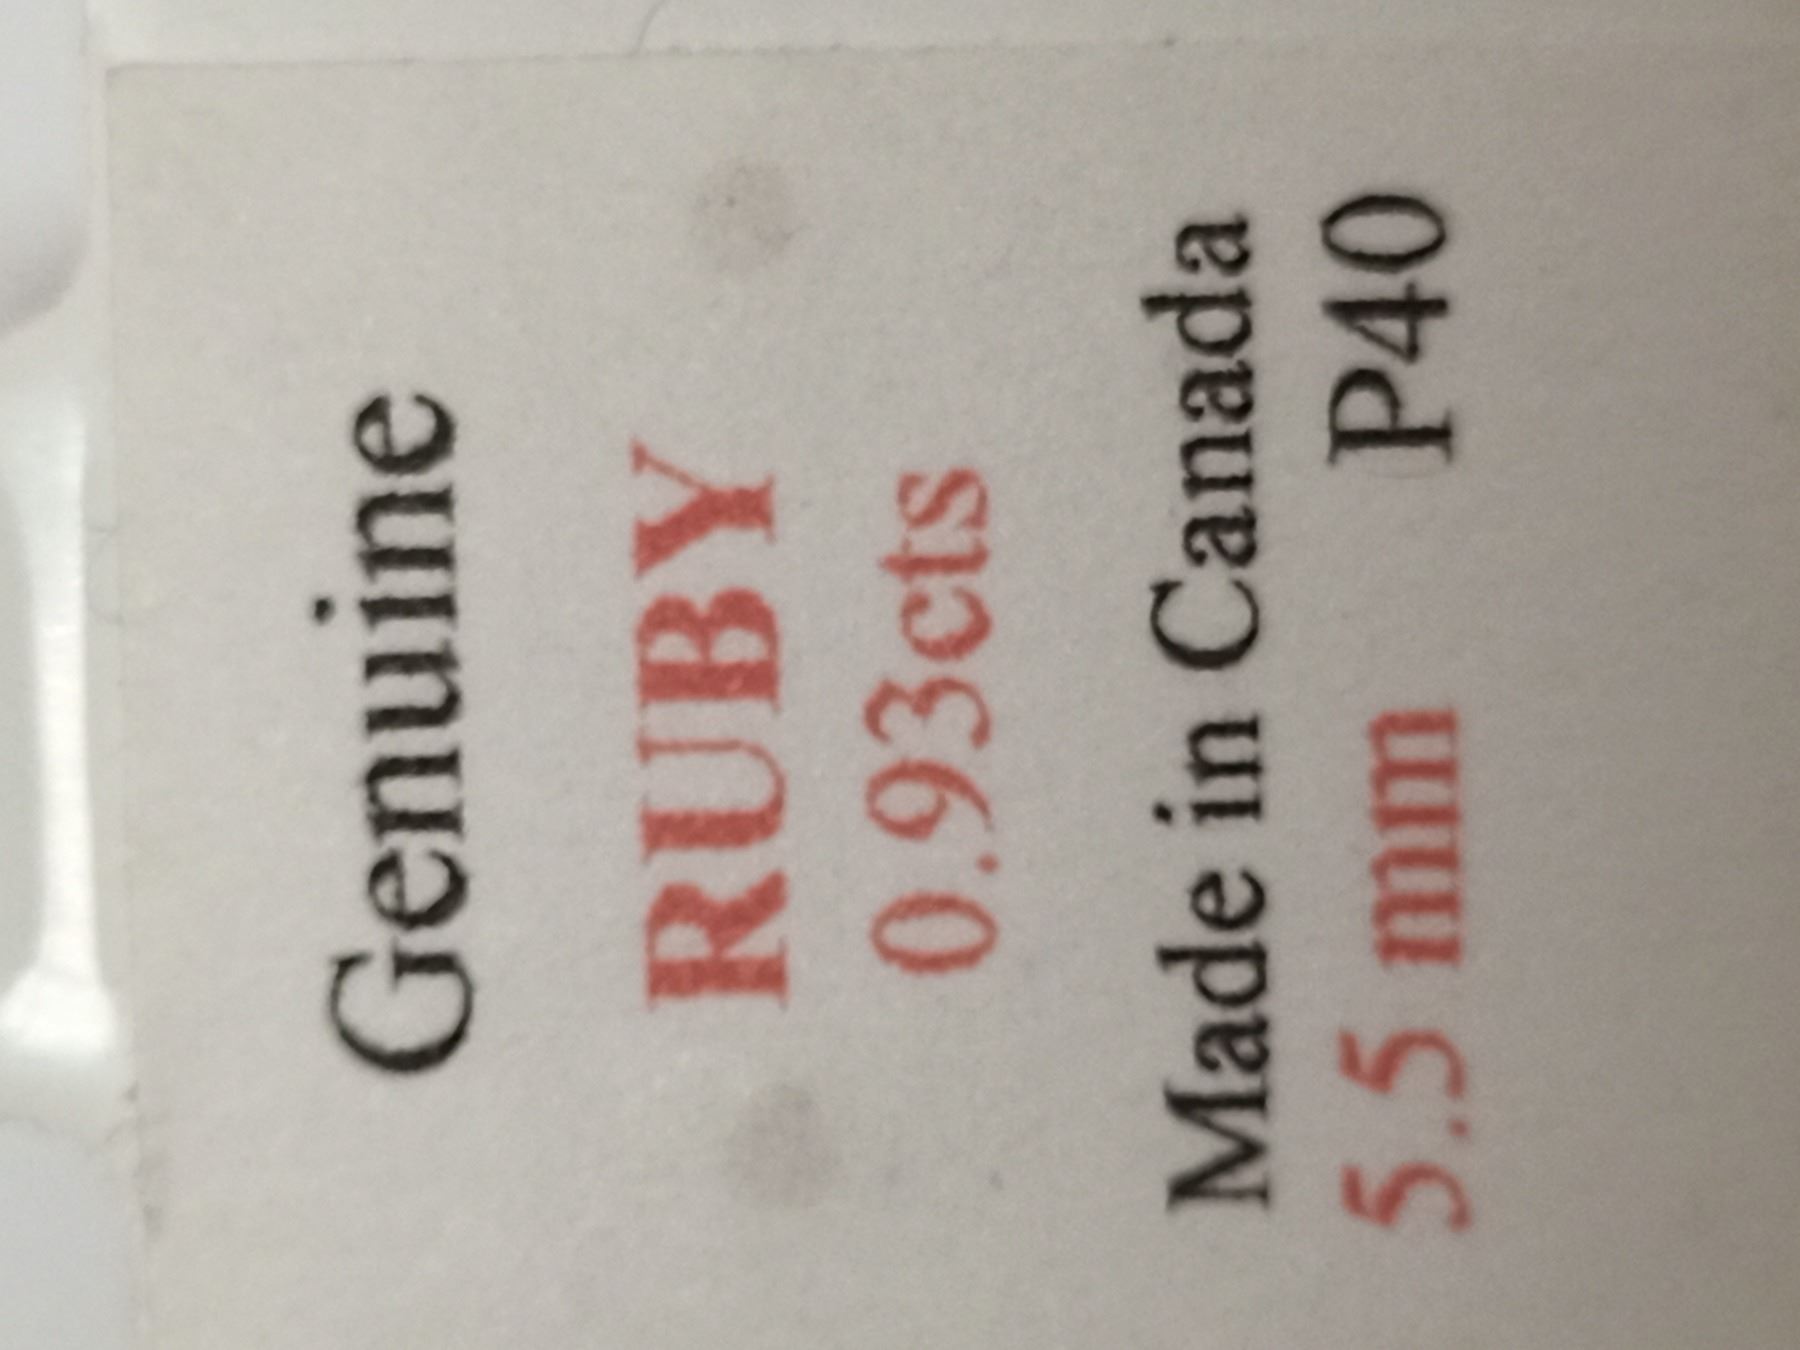 Genuine
RUBY
0.93cts
Made in Canada
5.5 mm P40